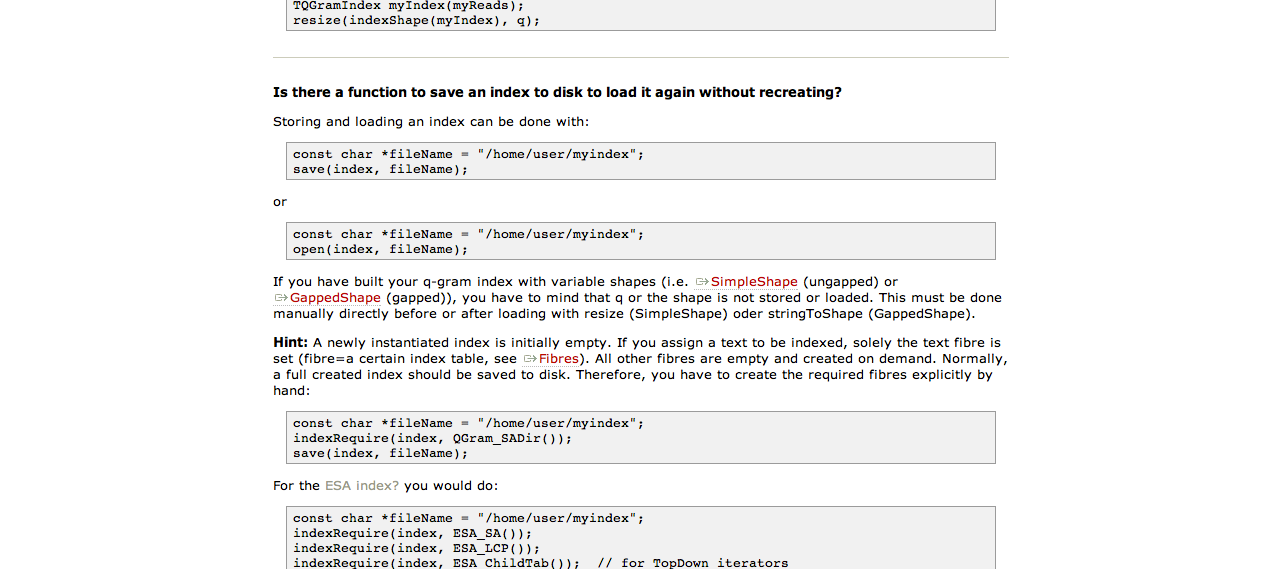 TQGramIndex myIndex(myReads);
resize(indexShape(myIndex), q);
Is there a function to save an index to disk to load it again without recreating?
Storing and loading an index can be done with:
const char *fileName = "/home/user/myindex";
save(index, fileName);
or
const char *fileName = "/home/user/myindex";
open(index, fileName);
If you have built your q-gram index with variable shapes (i.e. SimpleShape (ungapped) or
GappedShape (gapped)), you have to mind that q or the shape is not stored or loaded. This must be done
manually directly before or after loading with resize (SimpleShape) oder stringToShape (GappedShape).
Hint: A newly instantiated index is initially empty. If you assign a text to be indexed, solely the text fibre is
set (fibre=a certain index table, see Fibres). All other fibres are empty and created on demand. Normally,
a full created index should be saved to disk. Therefore, you have to create the required fibres explicitly by
hand:
const char *fileName = "/home/user/myindex";
indexRequire(index, QGram_SADir());
save(index, fileName);
For the ESA index? you would do:
const char *fileName = "/home/user/myindex";
indexRequire(index, ESA_SA());
indexRequire(index, ESA_LCP());
indexRequire(index, ESA_ChildTab());  // for TopDown iterators